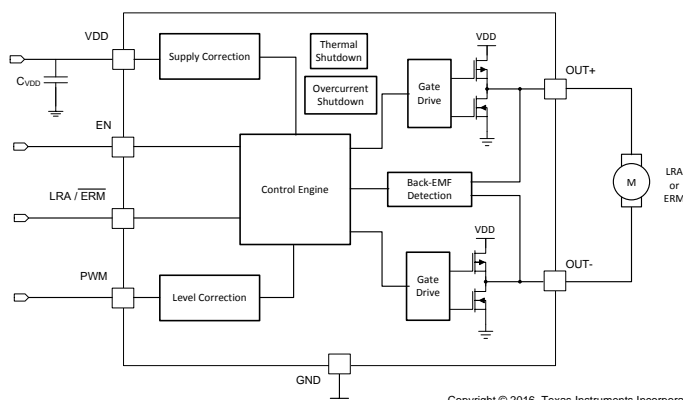 VDD
Supply Correction
Thermal
Shutdown
VDD
C VDD
Overcurrent
Shutdown
Gate
Drive
OUT+
EN
Control Engine
Back-EMF
Detection
M
LRA
or
ERM
LRA / ERM
VDD
PWM
Level Correction
Gate
Drive
OUT-
GND
Copyright © 2016, Texas Instruments Incorpora